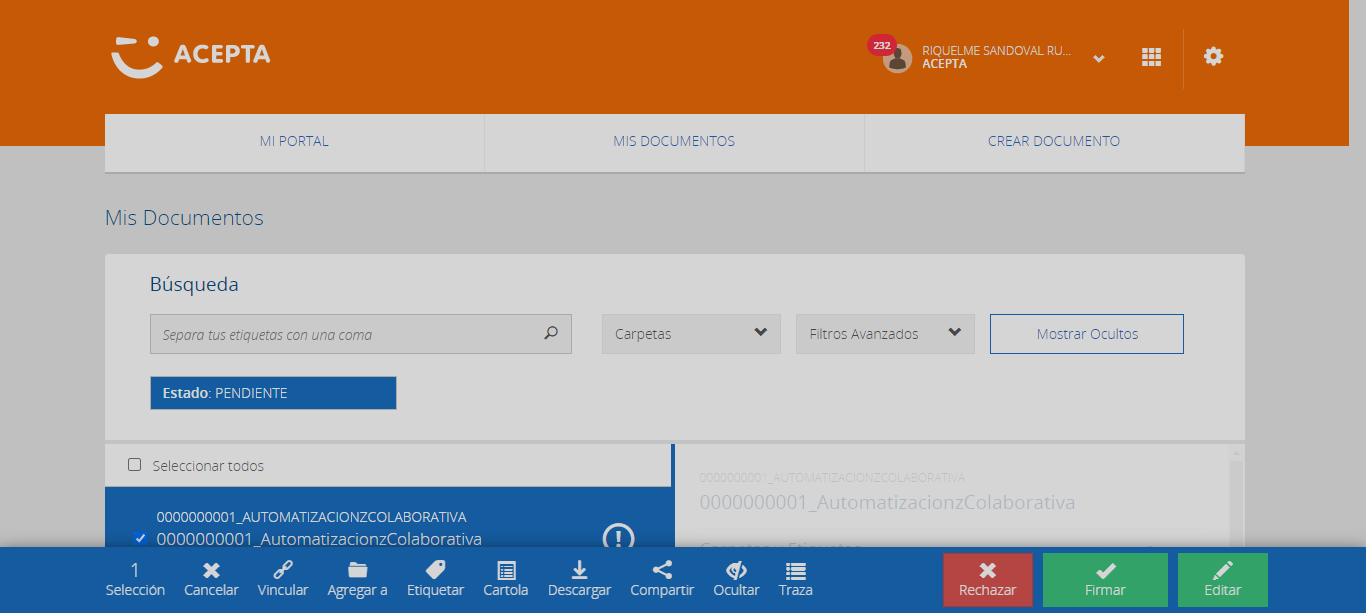 ACEPTA
232
RIQUELME SANDOVAL RU...
ACEPTA
MI PORTAL
MIS DOCUMENTOS
CREAR DOCUMENTO
Mis Documentos
Búsqueda
Separa tus etiquetas con una coma
Carpetas
Filtros Avanzados
Mostrar Ocultos
Estado: PENDIENTE
Seleccionar todos
0000000001_AUTOMATIZACIONZCOLABORATIVA
0000000001_AutomatizacionzColaborativa
0000000001_AUTOMATIZACIONZCOLABORATIVA
0000000001_AutomatizacionzColaborativa
Carpetas y Etiquetas
1
Selección
Cancelar
Vincular
Agregar a
Etiquetar
Cartola
Descargar
Compartir
Ocultar
Traza
Rechazar
Firmar
Editar